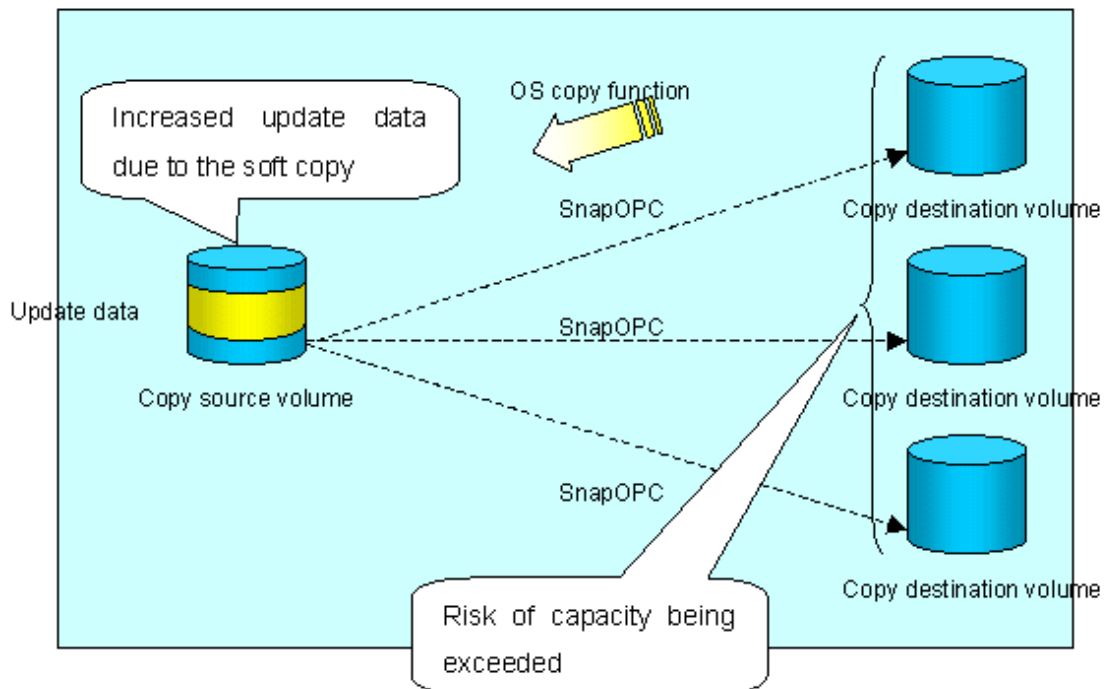 OS copy function
Increased update data
due to the soft copy
SnapOPC
Copy destination volume
Update data
SnapOPC
Copy source volume
Copy destination volume
SnapOPC
Copy destination volume
Risk of capacity being
exceeded